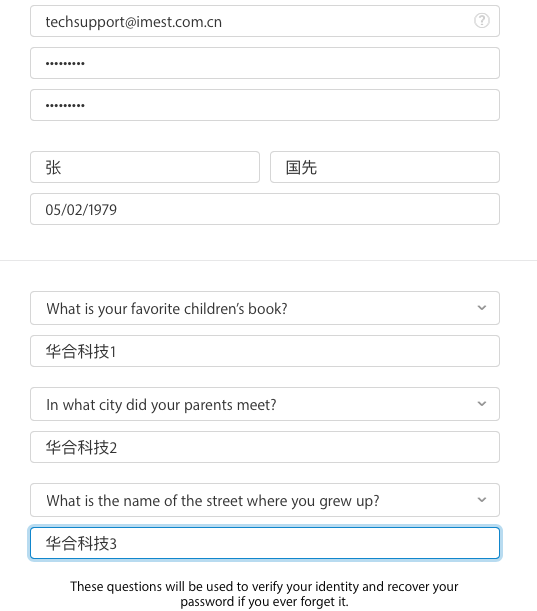 techsupport@imest.com.cn ?
•••••••••
•••••••••
张 国先
05/02/1979
What is your favorite children's book?
华合科技1
In what city did your parents meet?
华合科技2
What is the name of the street where you grew up?
华合科技3
These questions will be used to verify your identity and recover your
password if you ever forget it.